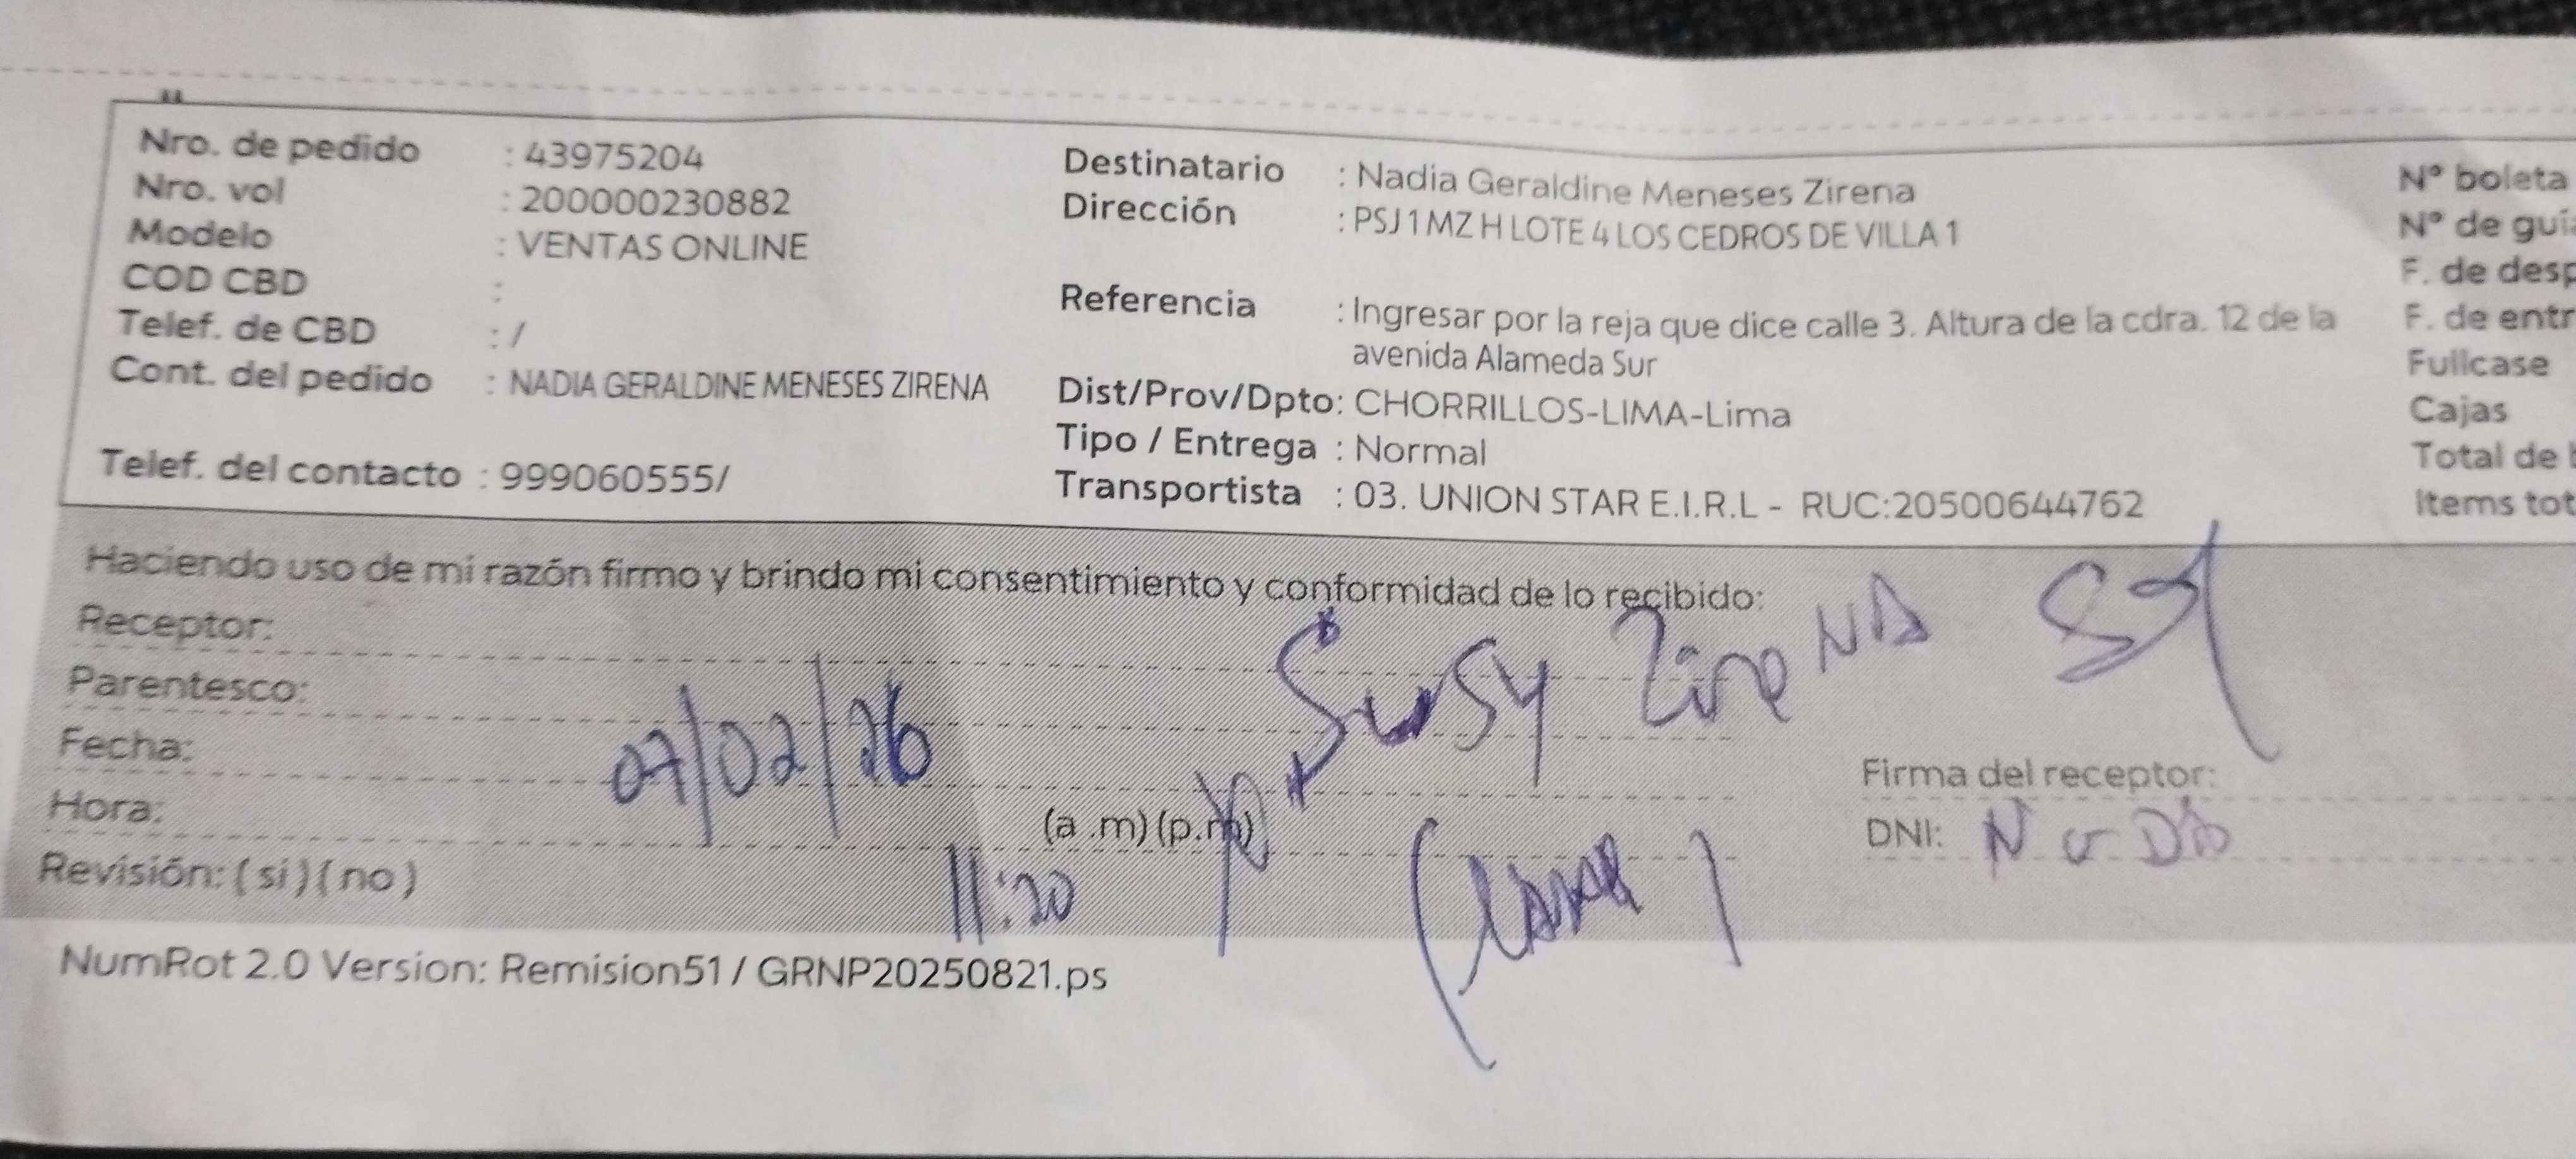 Nro. de pedido : 43975204
Nro. vol : 200000230882
Modelo : VENTAS ONLINE
COD CBD :
Telef. de CBD : /
Cont. del pedido : NADIA GERALDINE MENESES ZIRENA
Telef. del contacto : 999060555/
Destinatario : Nadia Geraldine Meneses Zirena
Dirección : PSJ 1 MZ H LOTE 4 LOS CEDROS DE VILLA 1
Referencia : Ingresar por la reja que dice calle 3. Altura de la cdra. 12 de la
avenida Alameda Sur
Dist/Prov/Dpto: CHORRILLOS-LIMA-Lima
Tipo / Entrega : Normal
Transportista : 03. UNION STAR E.I.R.L - RUC:20500644762
Nº boleta
Nº de guía
F. de desp
F. de entr
Fullcase
Cajas
Total de
Items tot
Haciendo uso de mi razón firmo y brindo mi consentimiento y conformidad de lo recibido:
Receptor: Susy Zirena
Parentesco:
Fecha: 07/02/26
Hora: 11:20 (a .m) (p.m)
Revisión: ( si ) ( no )
Firma del receptor:
DNI: N o Dio
NumRot 2.0 Version: Remision51 / GRNP20250821.ps